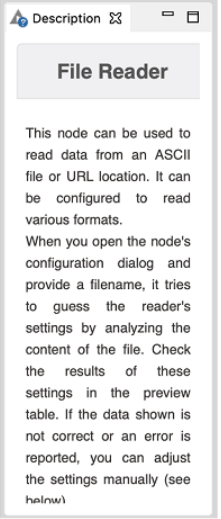 Description
File Reader
This node can be used to
read data from an ASCII
file or URL location. It can
be configured to read
various formats.
When you open the node's
configuration dialog and
provide a filename, it tries
to guess the reader's
settings by analyzing the
content of the file. Check
the results of these
settings in the preview
table. If the data shown is
not correct or an error is
reported, you can adjust
the settings manually (see
below)